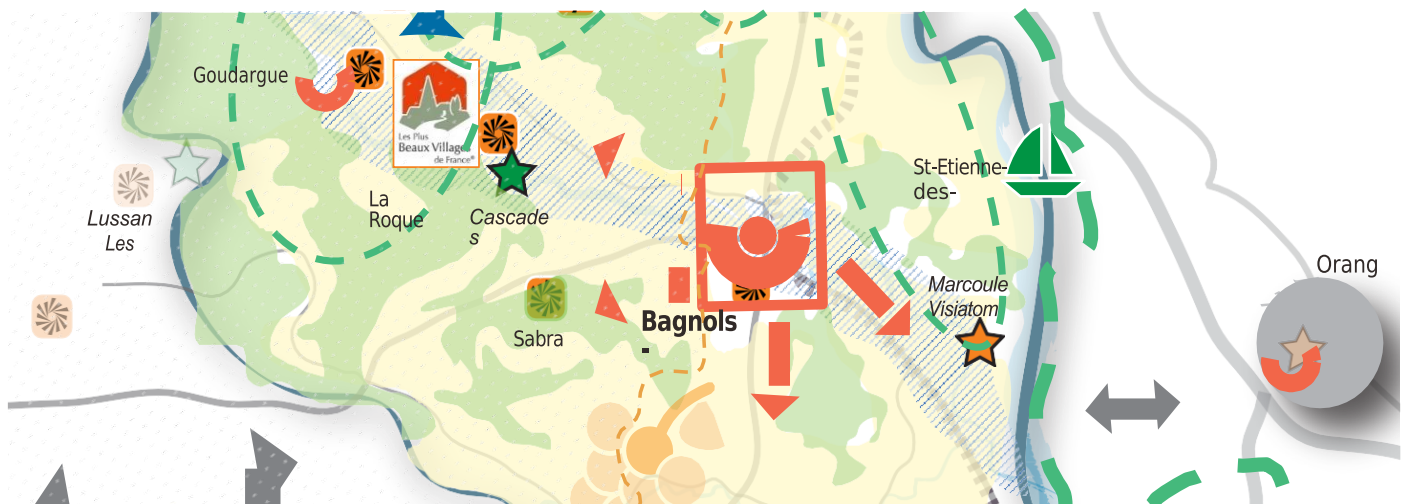 Goudargue
Les Plus
Beaux Villages
de France®
St-Etienne-
des-
Lussan
Les
La
Roque
Cascade
s
Orang
Marcoule
Visiatom
Bagnols
-
Sabra